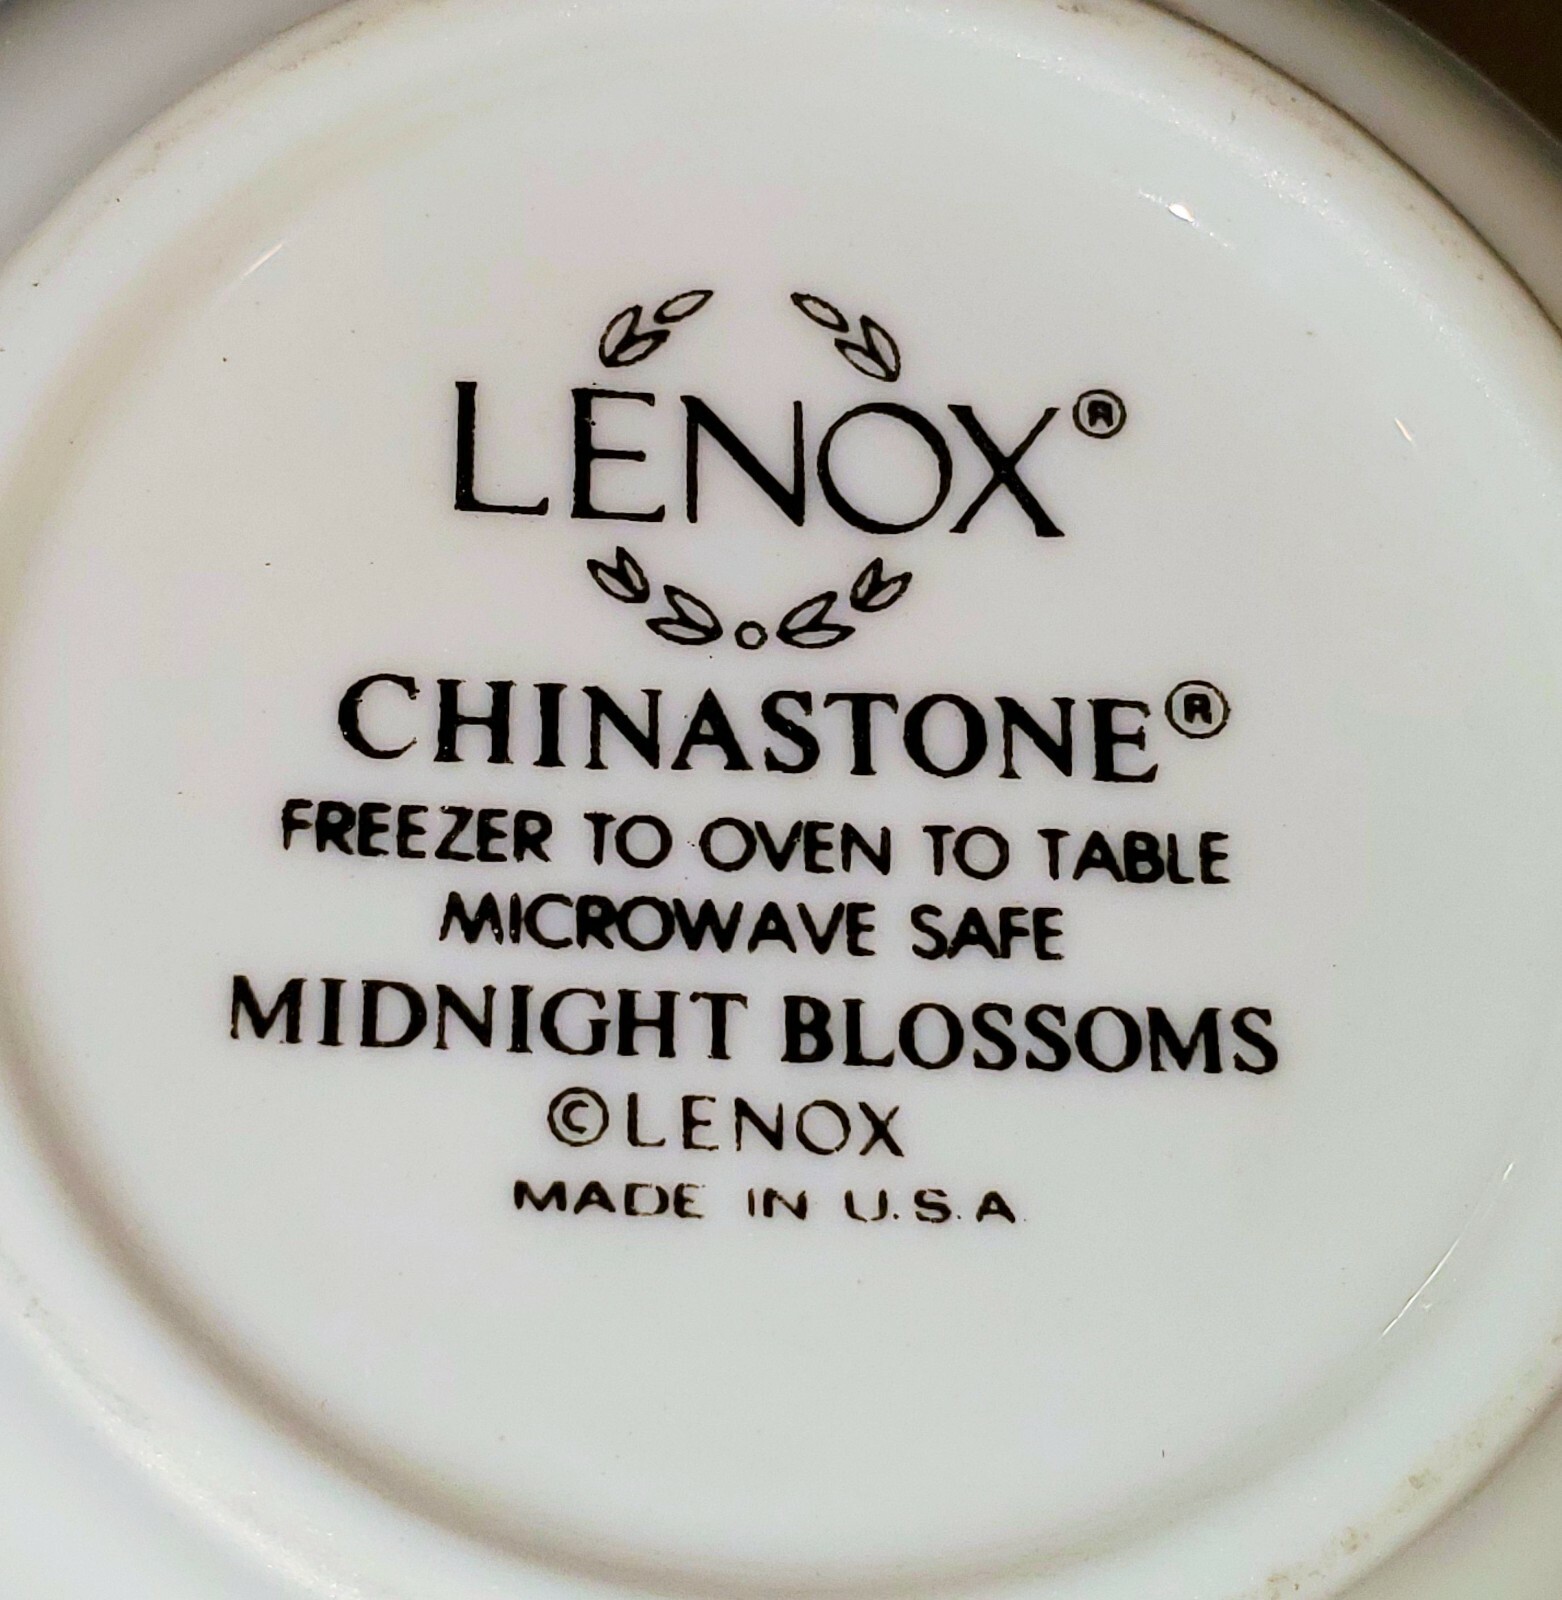 LENOX®
CHINASTONE®
FREEZER TO OVEN TO TABLE
MICROWAVE SAFE
MIDNIGHT BLOSSOMS
©LENOX
MADE IN U.S.A.